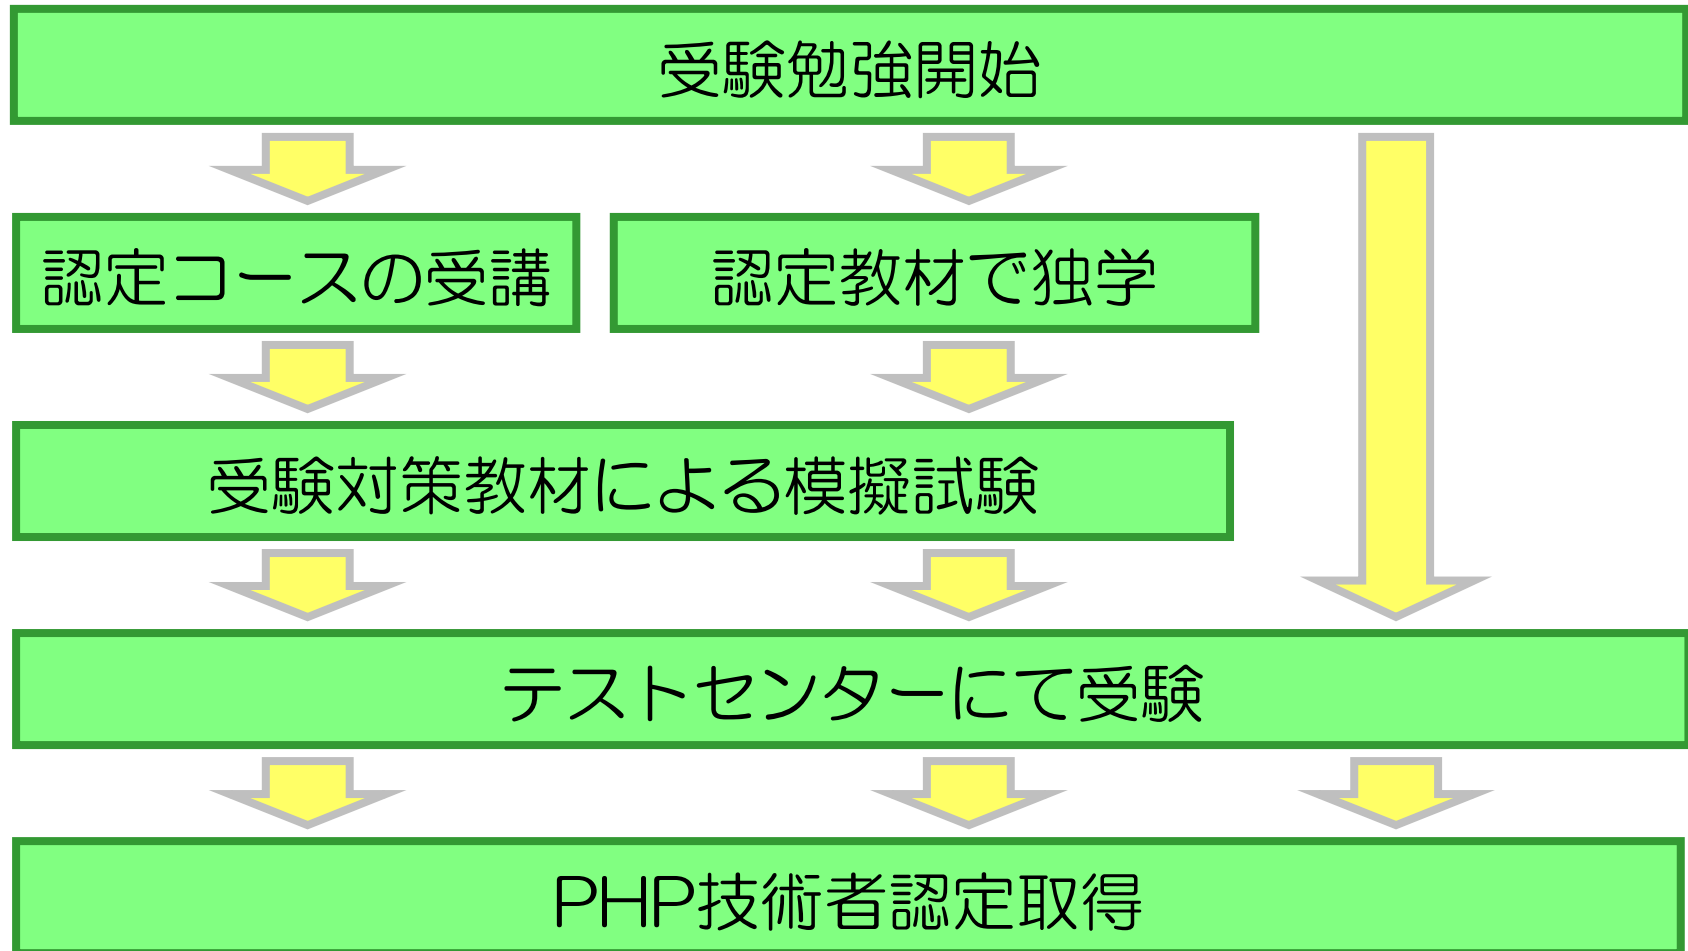 受験勉強開始
認定コースの受講
認定教材で独学
受験対策教材による模擬試験
テストセンターにて受験
PHP技術者認定取得